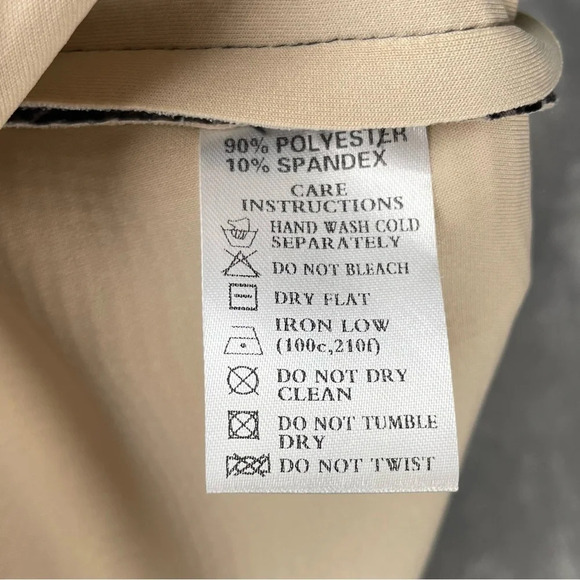 90% POLYESTER
10% SPANDEX
CARE
INSTRUCTIONS
HAND WASH COLD
SEPARATELY
DO NOT BLEACH
DRY FLAT
IRON LOW
(100c,210f)
DO NOT DRY
CLEAN
DO NOT TUMBLE
DRY
DO NOT TWIST